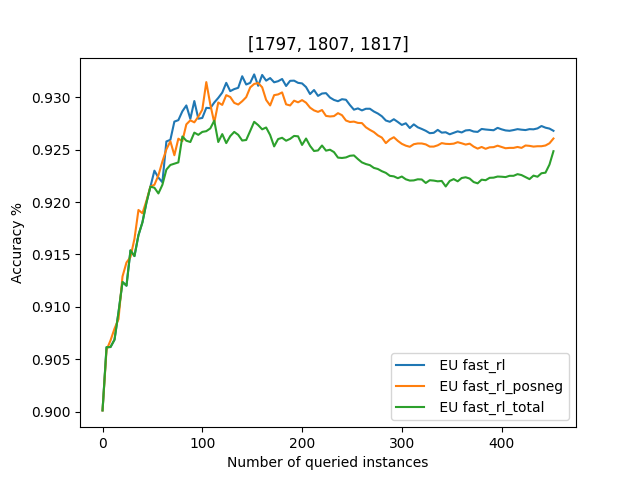 [1797, 1807, 1817]
Accuracy %
0.930
0.925
0.920
0.915
0.910
0.905
0.900
0
100
200
300
400
Number of queried instances
EU fast_rl
EU fast_rl_posneg
EU fast_rl_total